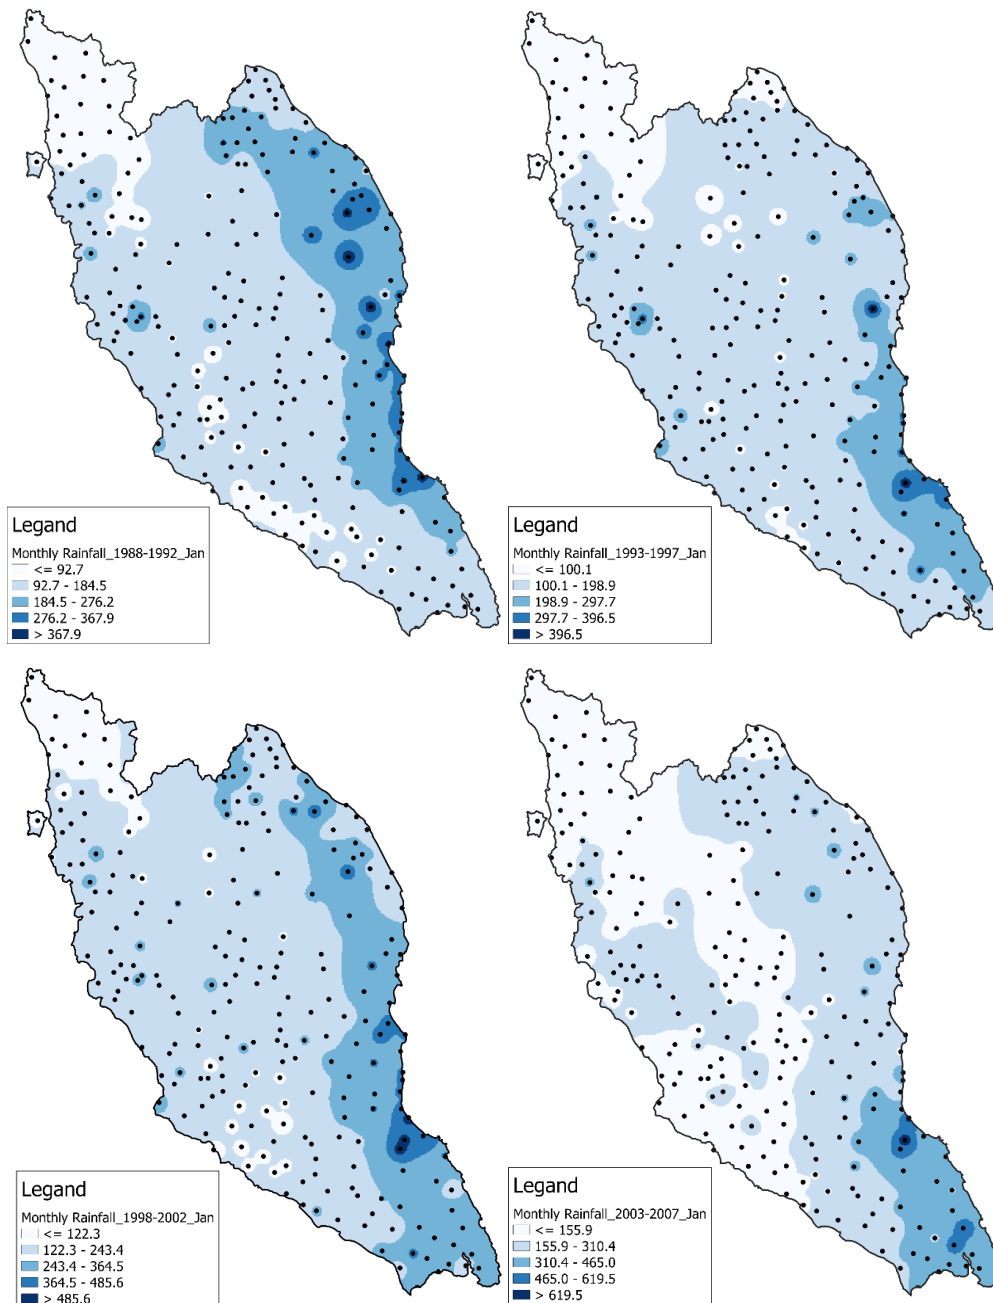 Legand
Monthly Rainfall_1988-1992_Jan
<= 92.7
92.7 - 184.5
184.5 - 276.2
276.2 - 367.9
> 367.9
Legand
Monthly Rainfall_1993-1997_Jan
<= 100.1
100.1 - 198.9
198.9 - 297.7
297.7 - 396.5
> 396.5
Legand
Monthly Rainfall_1998-2002_Jan
<= 122.3
122.3 - 243.4
243.4 - 364.5
364.5 - 485.6
> 485.6
Legand
Monthly Rainfall_2003-2007_Jan
<= 155.9
155.9 - 310.4
310.4 - 465.0
465.0 - 619.5
> 619.5